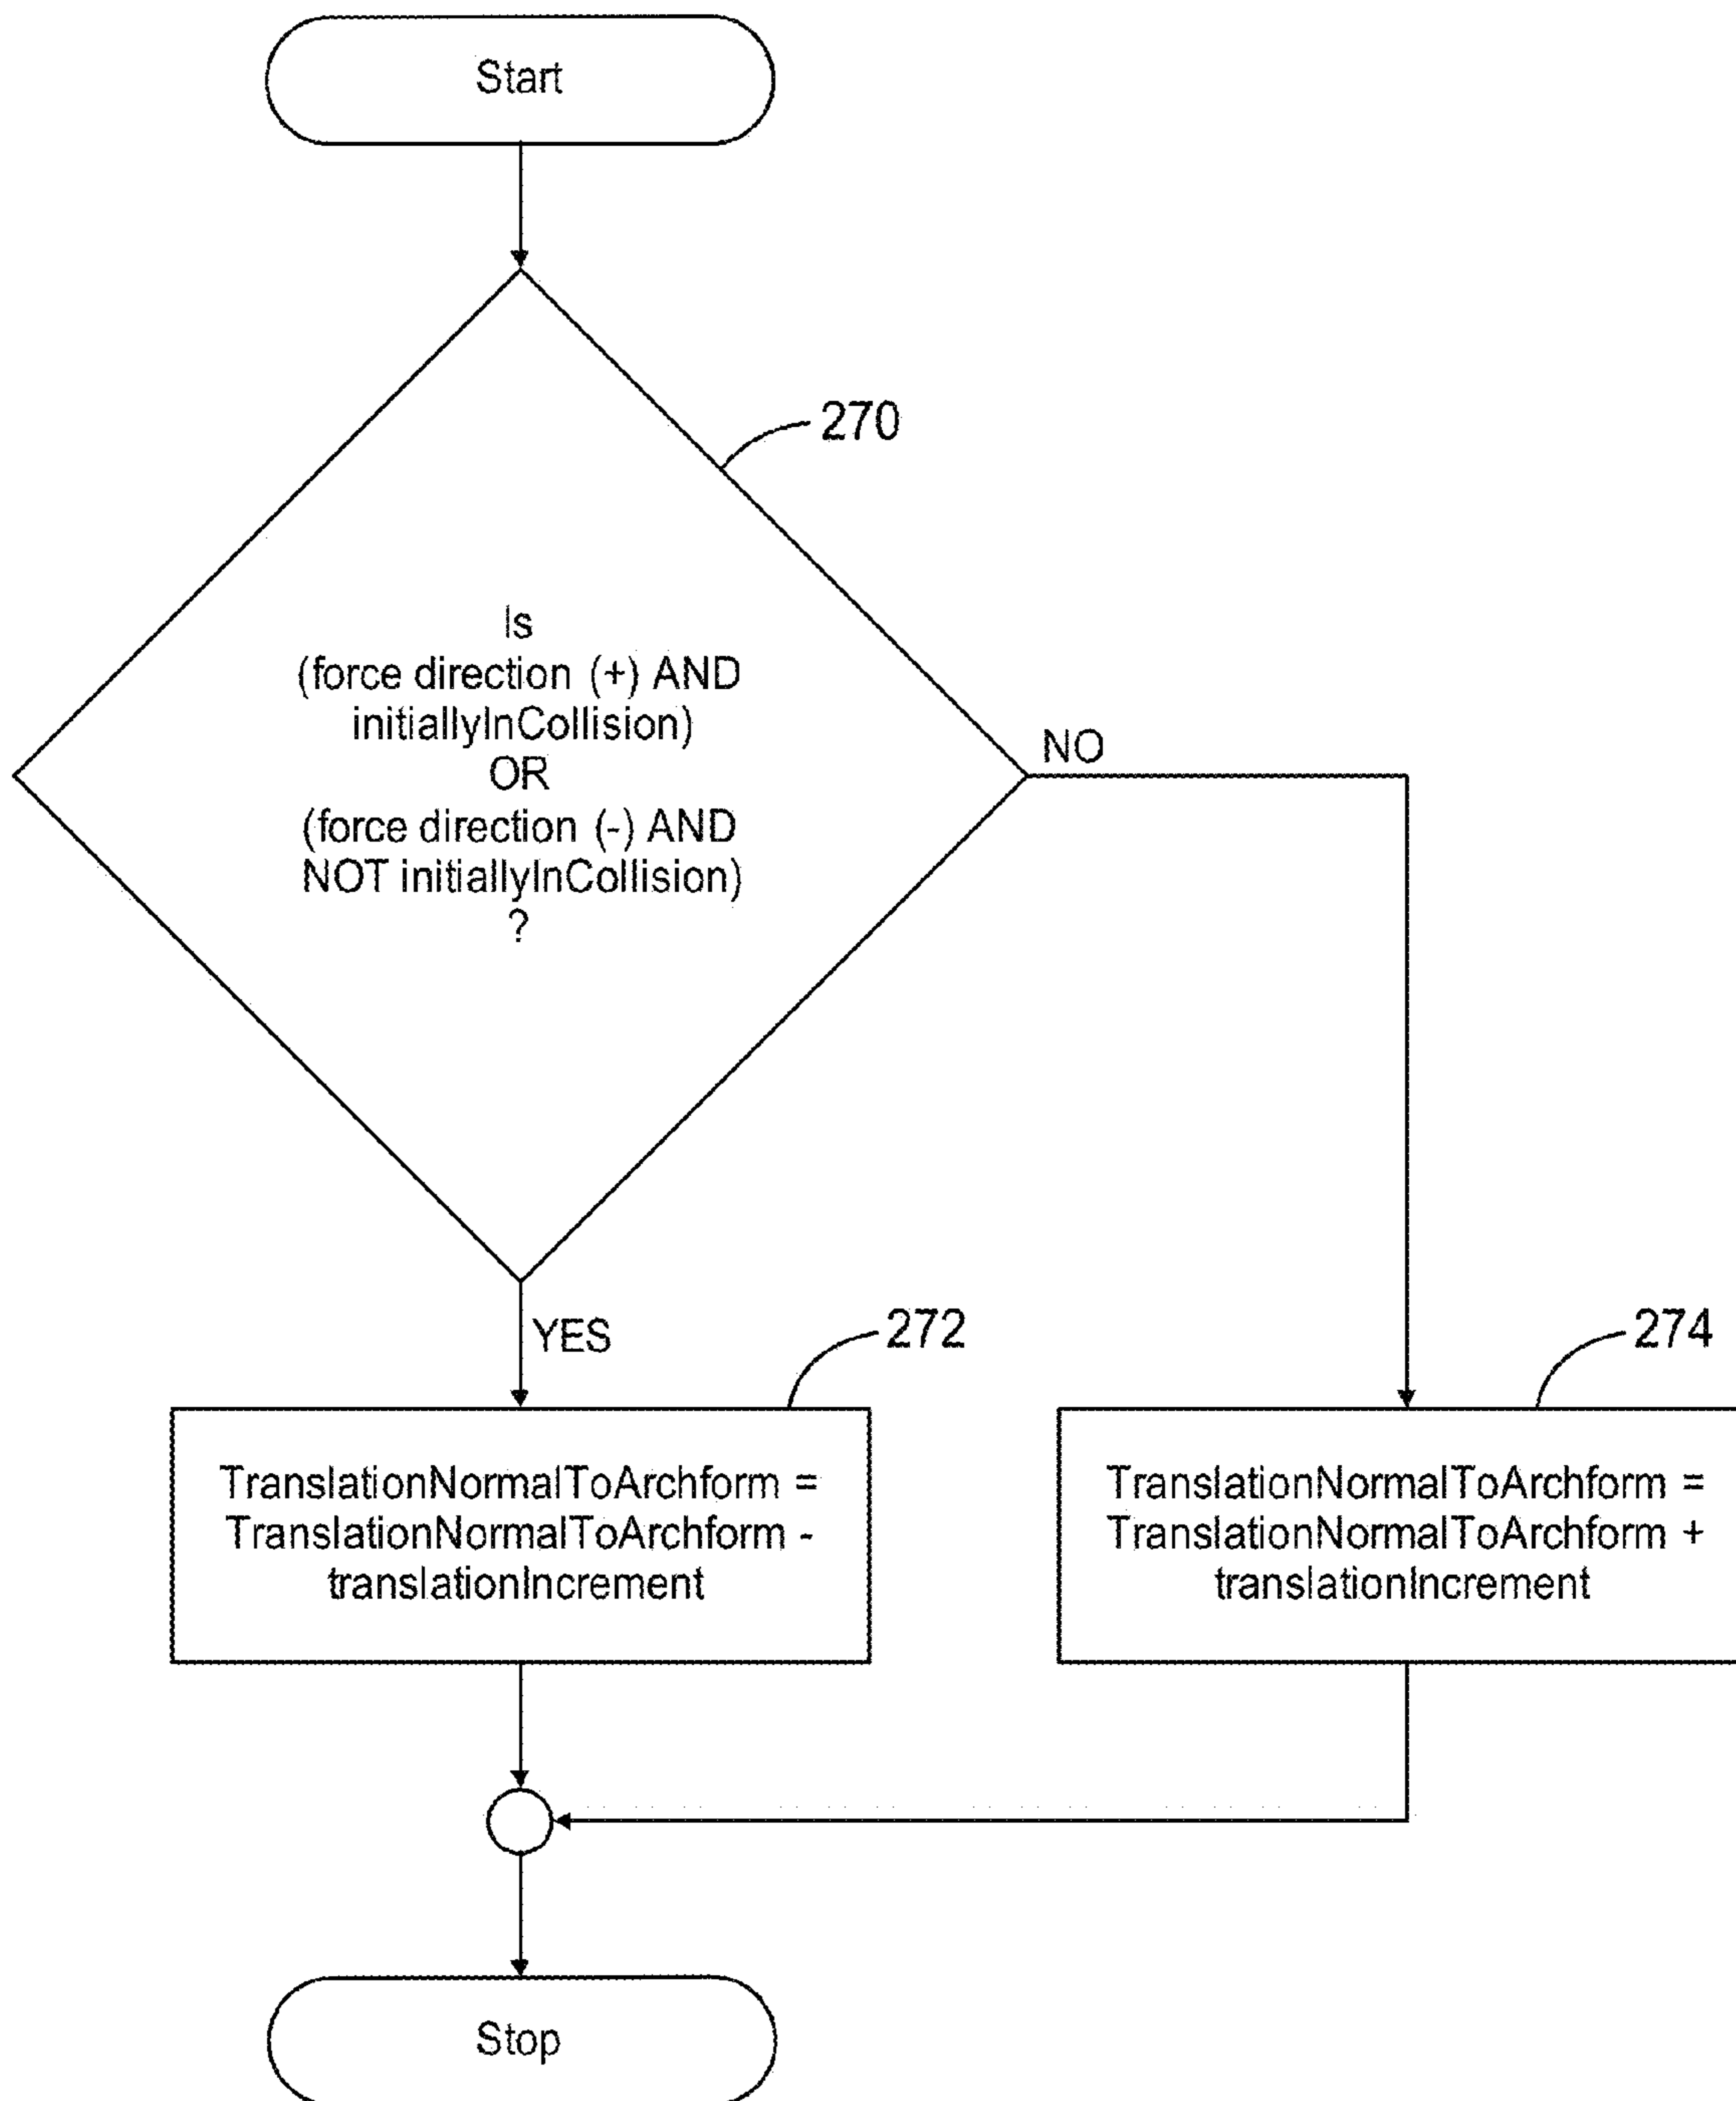 Start
270
Is
(force direction (+) AND
initiallyInCollision)
OR
(force direction (-) AND
NOT initiallyInCollision)
?
NO
YES
272
274
TranslationNormalToArchform =
TranslationNormalToArchform -
translationIncrement
TranslationNormalToArchform =
TranslationNormalToArchform +
translationIncrement
Stop